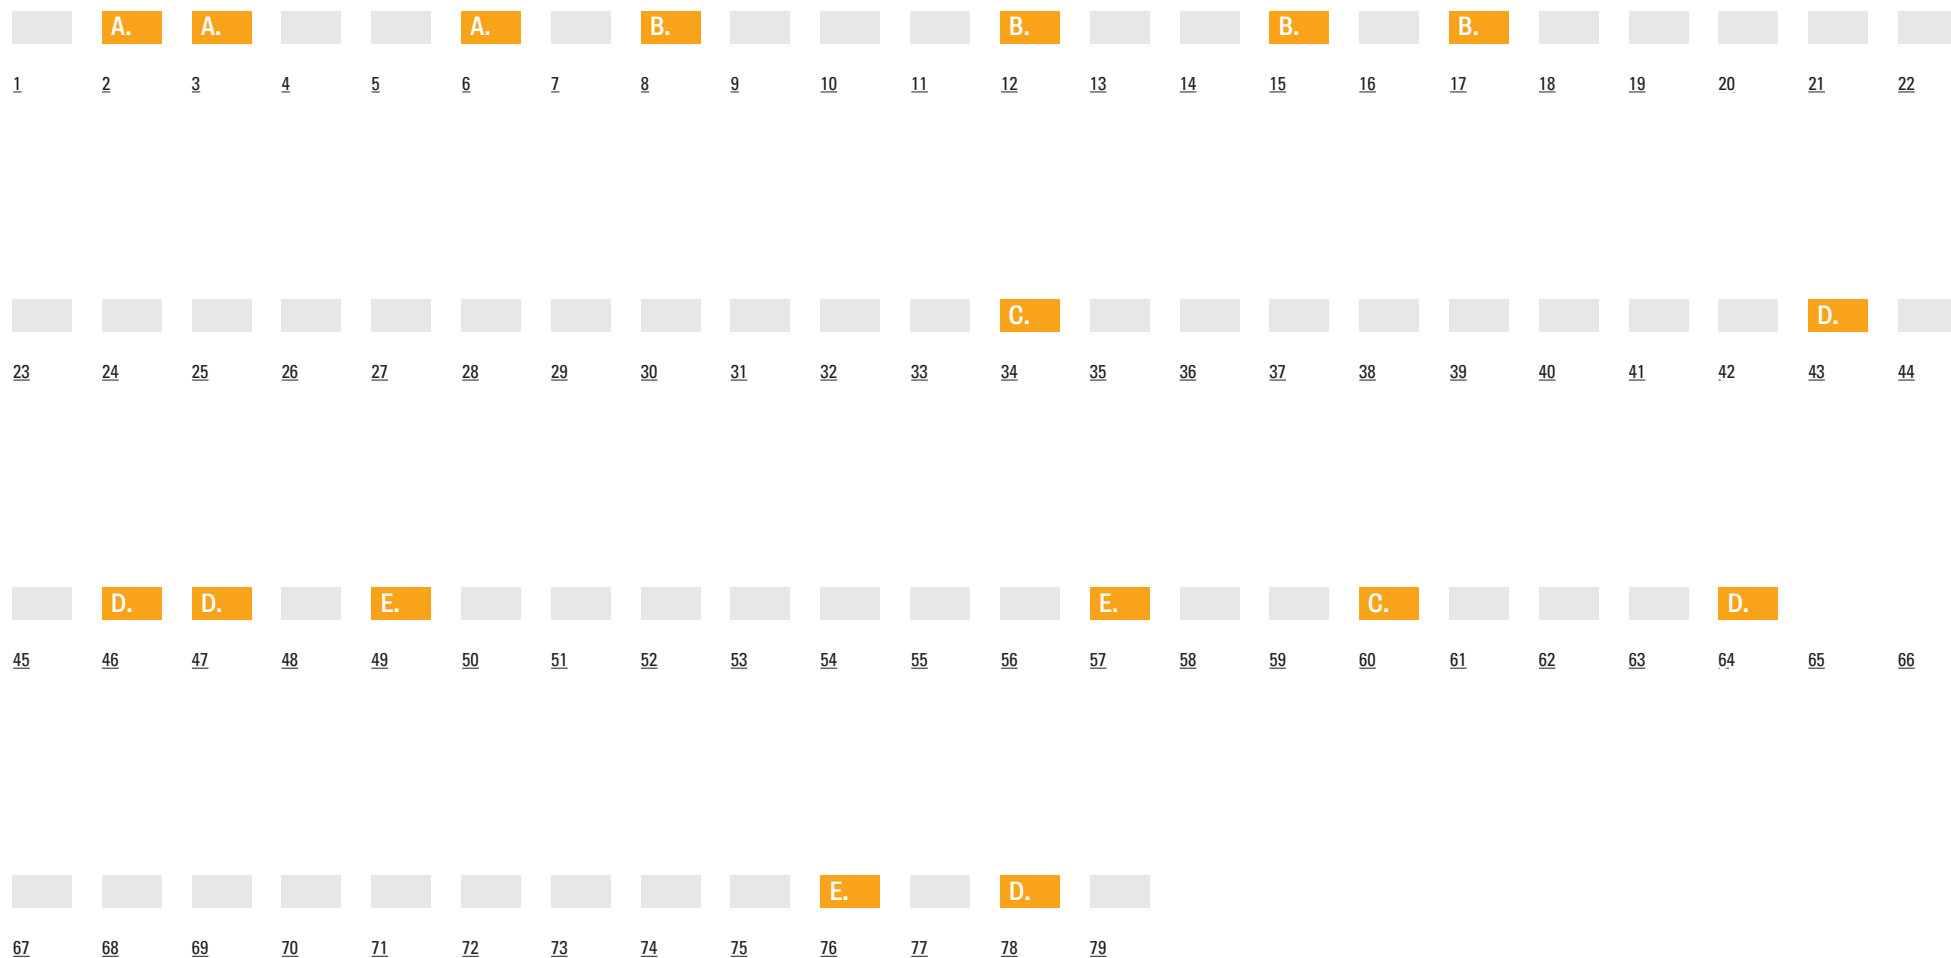 A. A. A. B. B. B. B.
1 2 3 4 5 6 7 8 9 10 11 12 13 14 15 16 17 18 19 20 21 22
C. D.
23 24 25 26 27 28 29 30 31 32 33 34 35 36 37 38 39 40 41 42 43 44
D. D. E. E. C. D.
45 46 47 48 49 50 51 52 53 54 55 56 57 58 59 60 61 62 63 64 65 66
E. D.
67 68 69 70 71 72 73 74 75 76 77 78 79